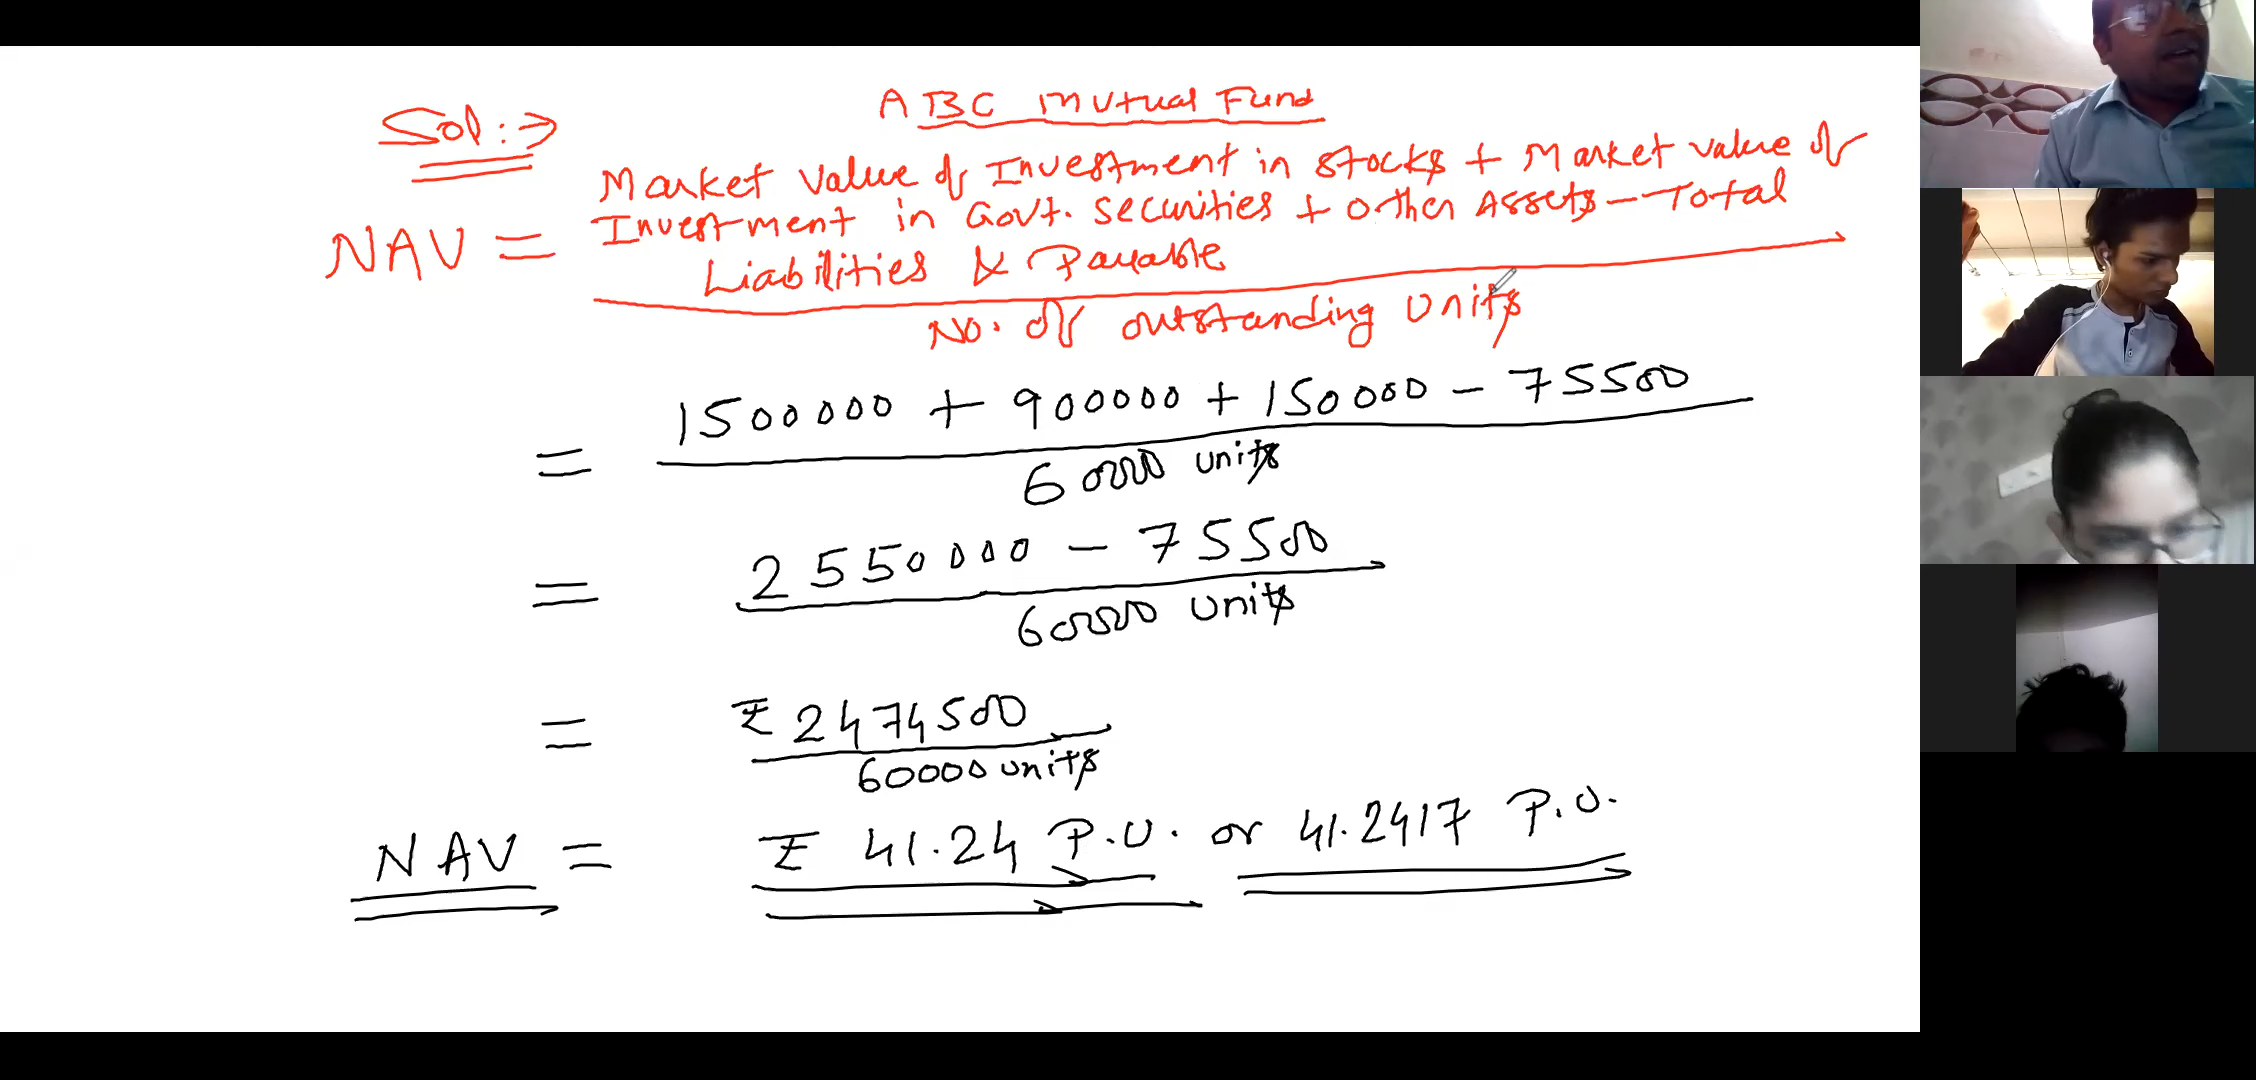 ABC Mutual Fund
Sol:→
Market Value of Investment in Stocks + Market Value of
Investment in Govt. Securities + Other Assets - Total
NAV =
Liabilities & Payable
No. of outstanding Units
1500000 + 900000 + 150000 - 75500
=
60000 units
2550000 - 75500
=
60000 units
= ₹ 2474500
60000 units
NAV = ₹ 41.24 P.U. or 41.2417 P.U.